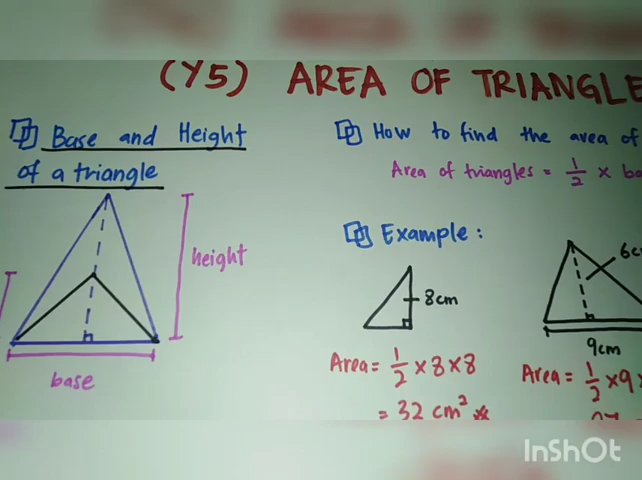 (Y5) AREA OF TRIANGLE
Base and Height
of a triangle
height
base
How to find the area of
Area of triangles = 1/2 ×
Example:
8cm
Area = 1/2 × 8 × 8
= 32 cm²
9cm
Area = 1/2 × 9 ×
InShOt